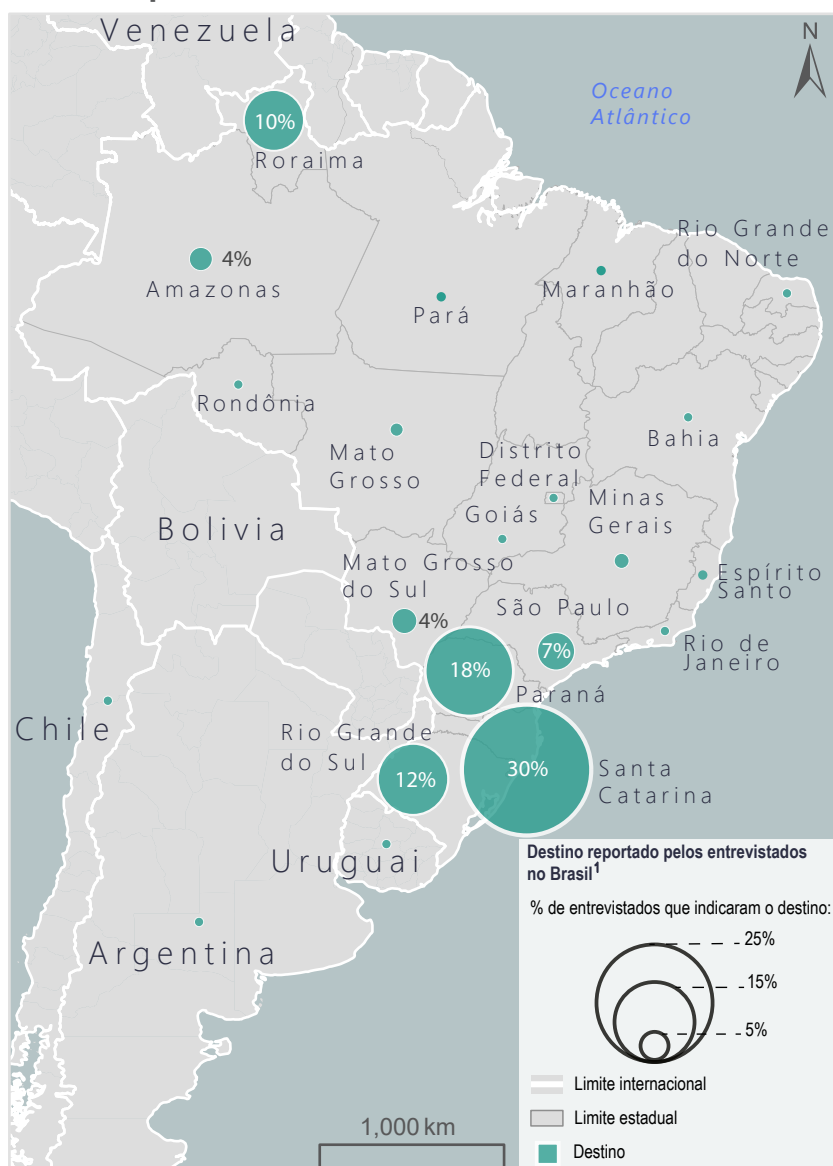 Venezuela
N
Oceano
Atlântico
10%
Roraima
Rio Grande
do Norte
4%
Amazonas
Maranhão
Pará
Rondônia
Bahia
Mato
Grosso
Distrito
Federal
Goiás
Minas
Gerais
Bolivia
Mato Grosso
do Sul
Espírito
Santo
São Paulo
4%
Rio de
Janeiro
7%
18%
Paraná
Chile
Rio Grande
do Sul
12%
30%
Santa
Catarina
Uruguai
Argentina
Destino reportado pelos entrevistados
no Brasil1
% de entrevistados que indicaram o destino:
25%
15%
5%
Limite internacional
Limite estadual
Destino
1,000 km